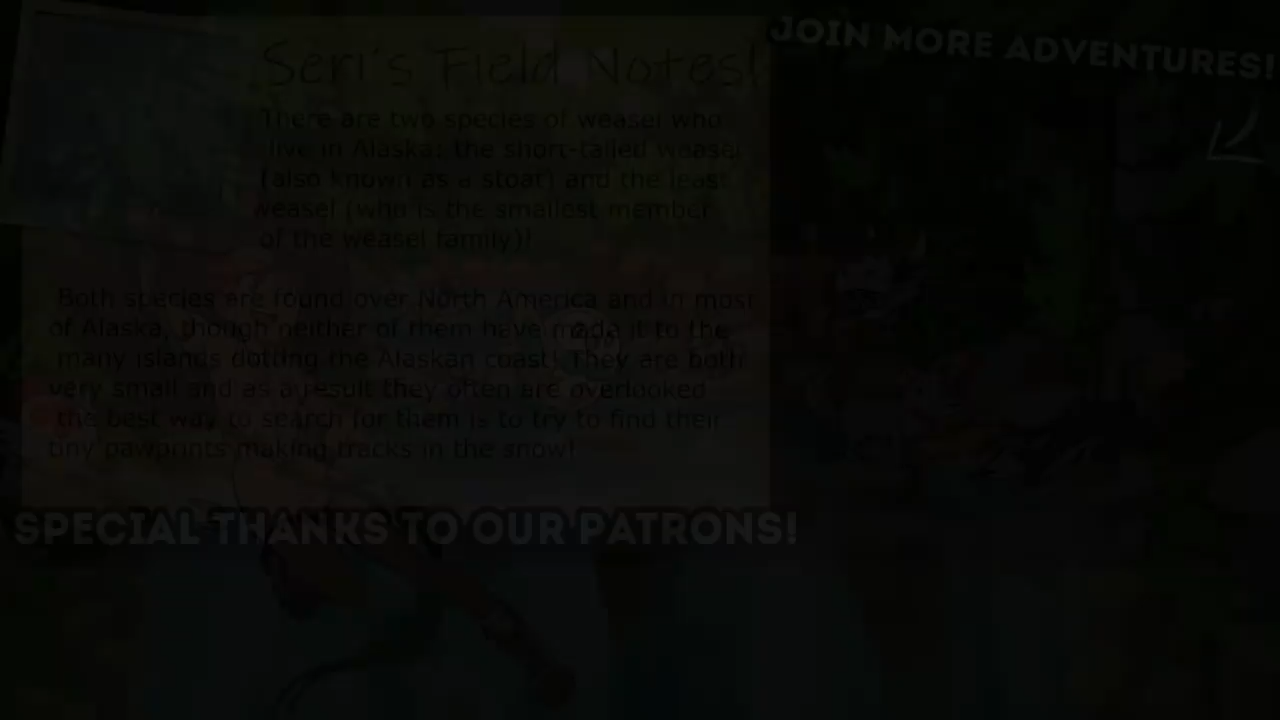 Seri's Field Notes!
There are two species of weasel who
live in Alaska; the short-tailed weasel
(also known as a stoat) and the least
weasel (who is the smallest member
of the weasel family)!
Both species are found over North America and in most
of Alaska, though neither of them have made it to the
many islands dotting the Alaskan coast! They are both
very small and as a result they often are overlooked
the best way to search for them is to try to find their
tiny pawprints making tracks in the snow!
JOIN MORE ADVENTURES!
SPECIAL THANKS TO OUR PATRONS!